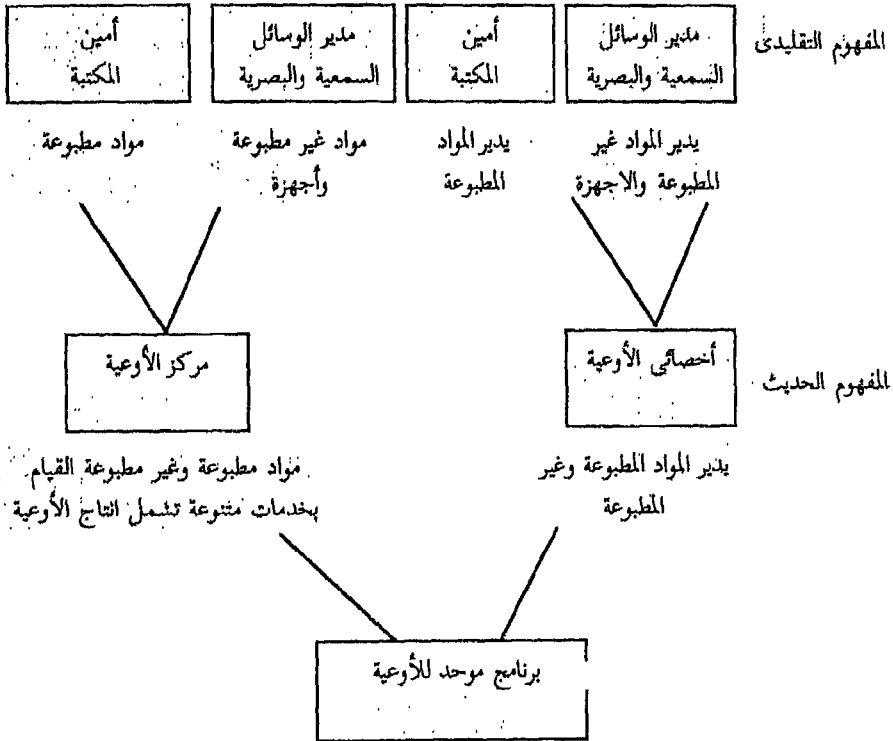 المفهوم التقليدى
مدير الوسائل
السمعية والبصرية
أمين
المكتبة
مدير الوسائل
السمعية والبصرية
أمين
المكتبة
يدير المواد غير
المطبوعة والاجهزة
يدير المواد
المطبوعة
مواد غير مطبوعة
وأجهزة
مواد مطبوعة
المفهوم الحديث
أخصائى الأوعية
مركز الأوعية
يدير المواد المطبوعة وغير
المطبوعة
مواد مطبوعة وغير مطبوعة القيام
بخدمات متنوعة تشمل انتاج الأوعية
برنامج موحد للأوعية